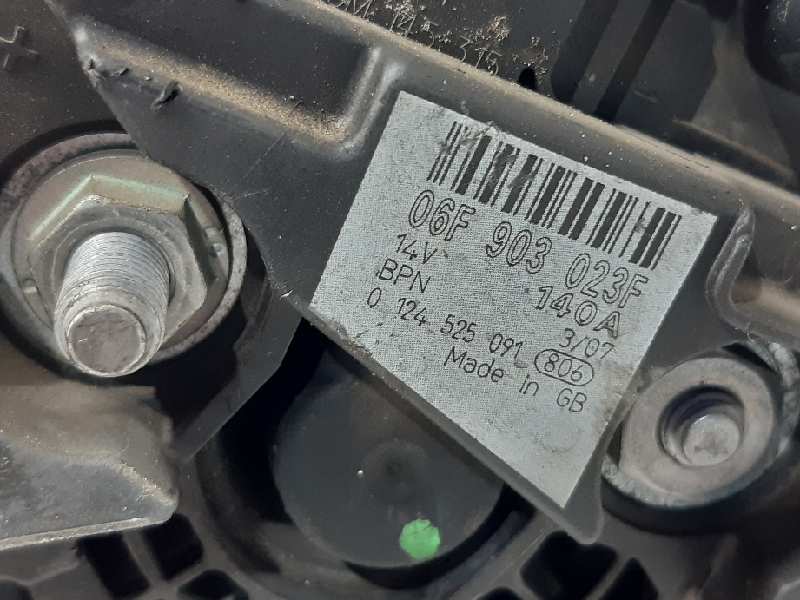 06F 903 023F
14V 140A
BPN 3/07
0 124 525 091 806
Made in GB